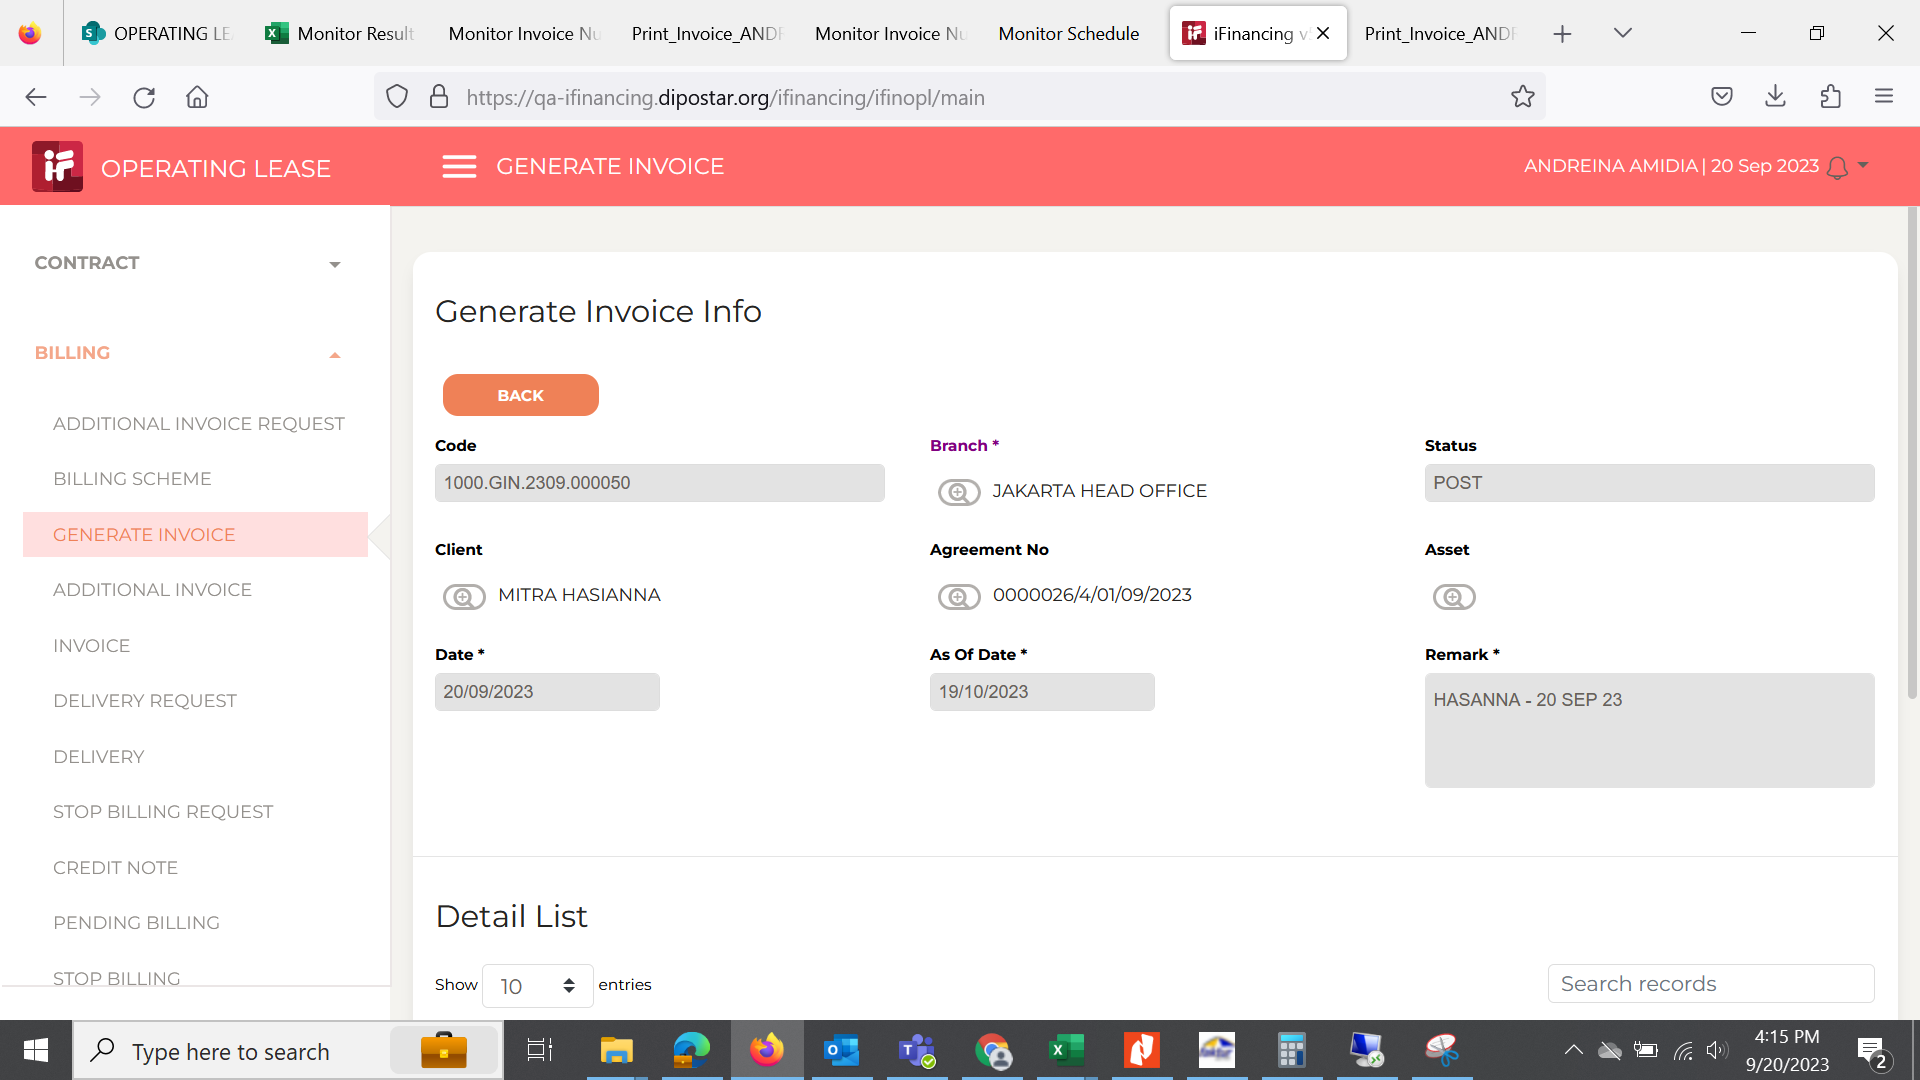 OPERATING LE
Monitor Result
Monitor Invoice Nu
Print_Invoice_ANDR
Monitor Invoice Nu
Monitor Schedule
iFinancing v
Print_Invoice_ANDR
https://qa-ifinancing.dipostar.org/ifinancing/ifinopl/main
iF OPERATING LEASE
GENERATE INVOICE
ANDREINA AMIDIA | 20 Sep 2023
CONTRACT
BILLING
ADDITIONAL INVOICE REQUEST
BILLING SCHEME
GENERATE INVOICE
ADDITIONAL INVOICE
INVOICE
DELIVERY REQUEST
DELIVERY
STOP BILLING REQUEST
CREDIT NOTE
PENDING BILLING
STOP BILLING
Generate Invoice Info
BACK
Code
1000.GIN.2309.000050
Branch *
JAKARTA HEAD OFFICE
Status
POST
Client
MITRA HASIANNA
Agreement No
0000026/4/01/09/2023
Asset
Date *
20/09/2023
As Of Date *
19/10/2023
Remark *
HASANNA - 20 SEP 23
Detail List
Show 10 entries
Search records
Type here to search
4:15 PM
9/20/2023
2